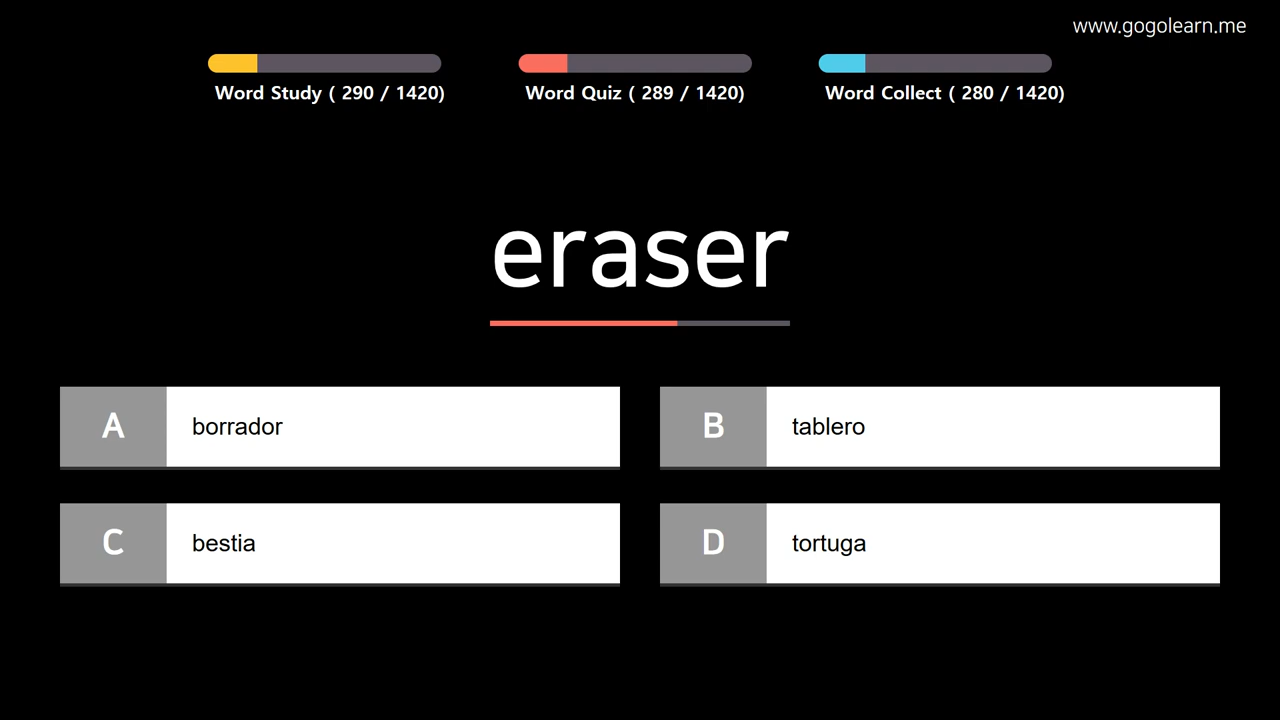 www.gogolearn.me
Word Study ( 290 / 1420)
Word Quiz ( 289 / 1420)
Word Collect ( 280 / 1420)
eraser
A borrador
B tablero
C bestia
D tortuga